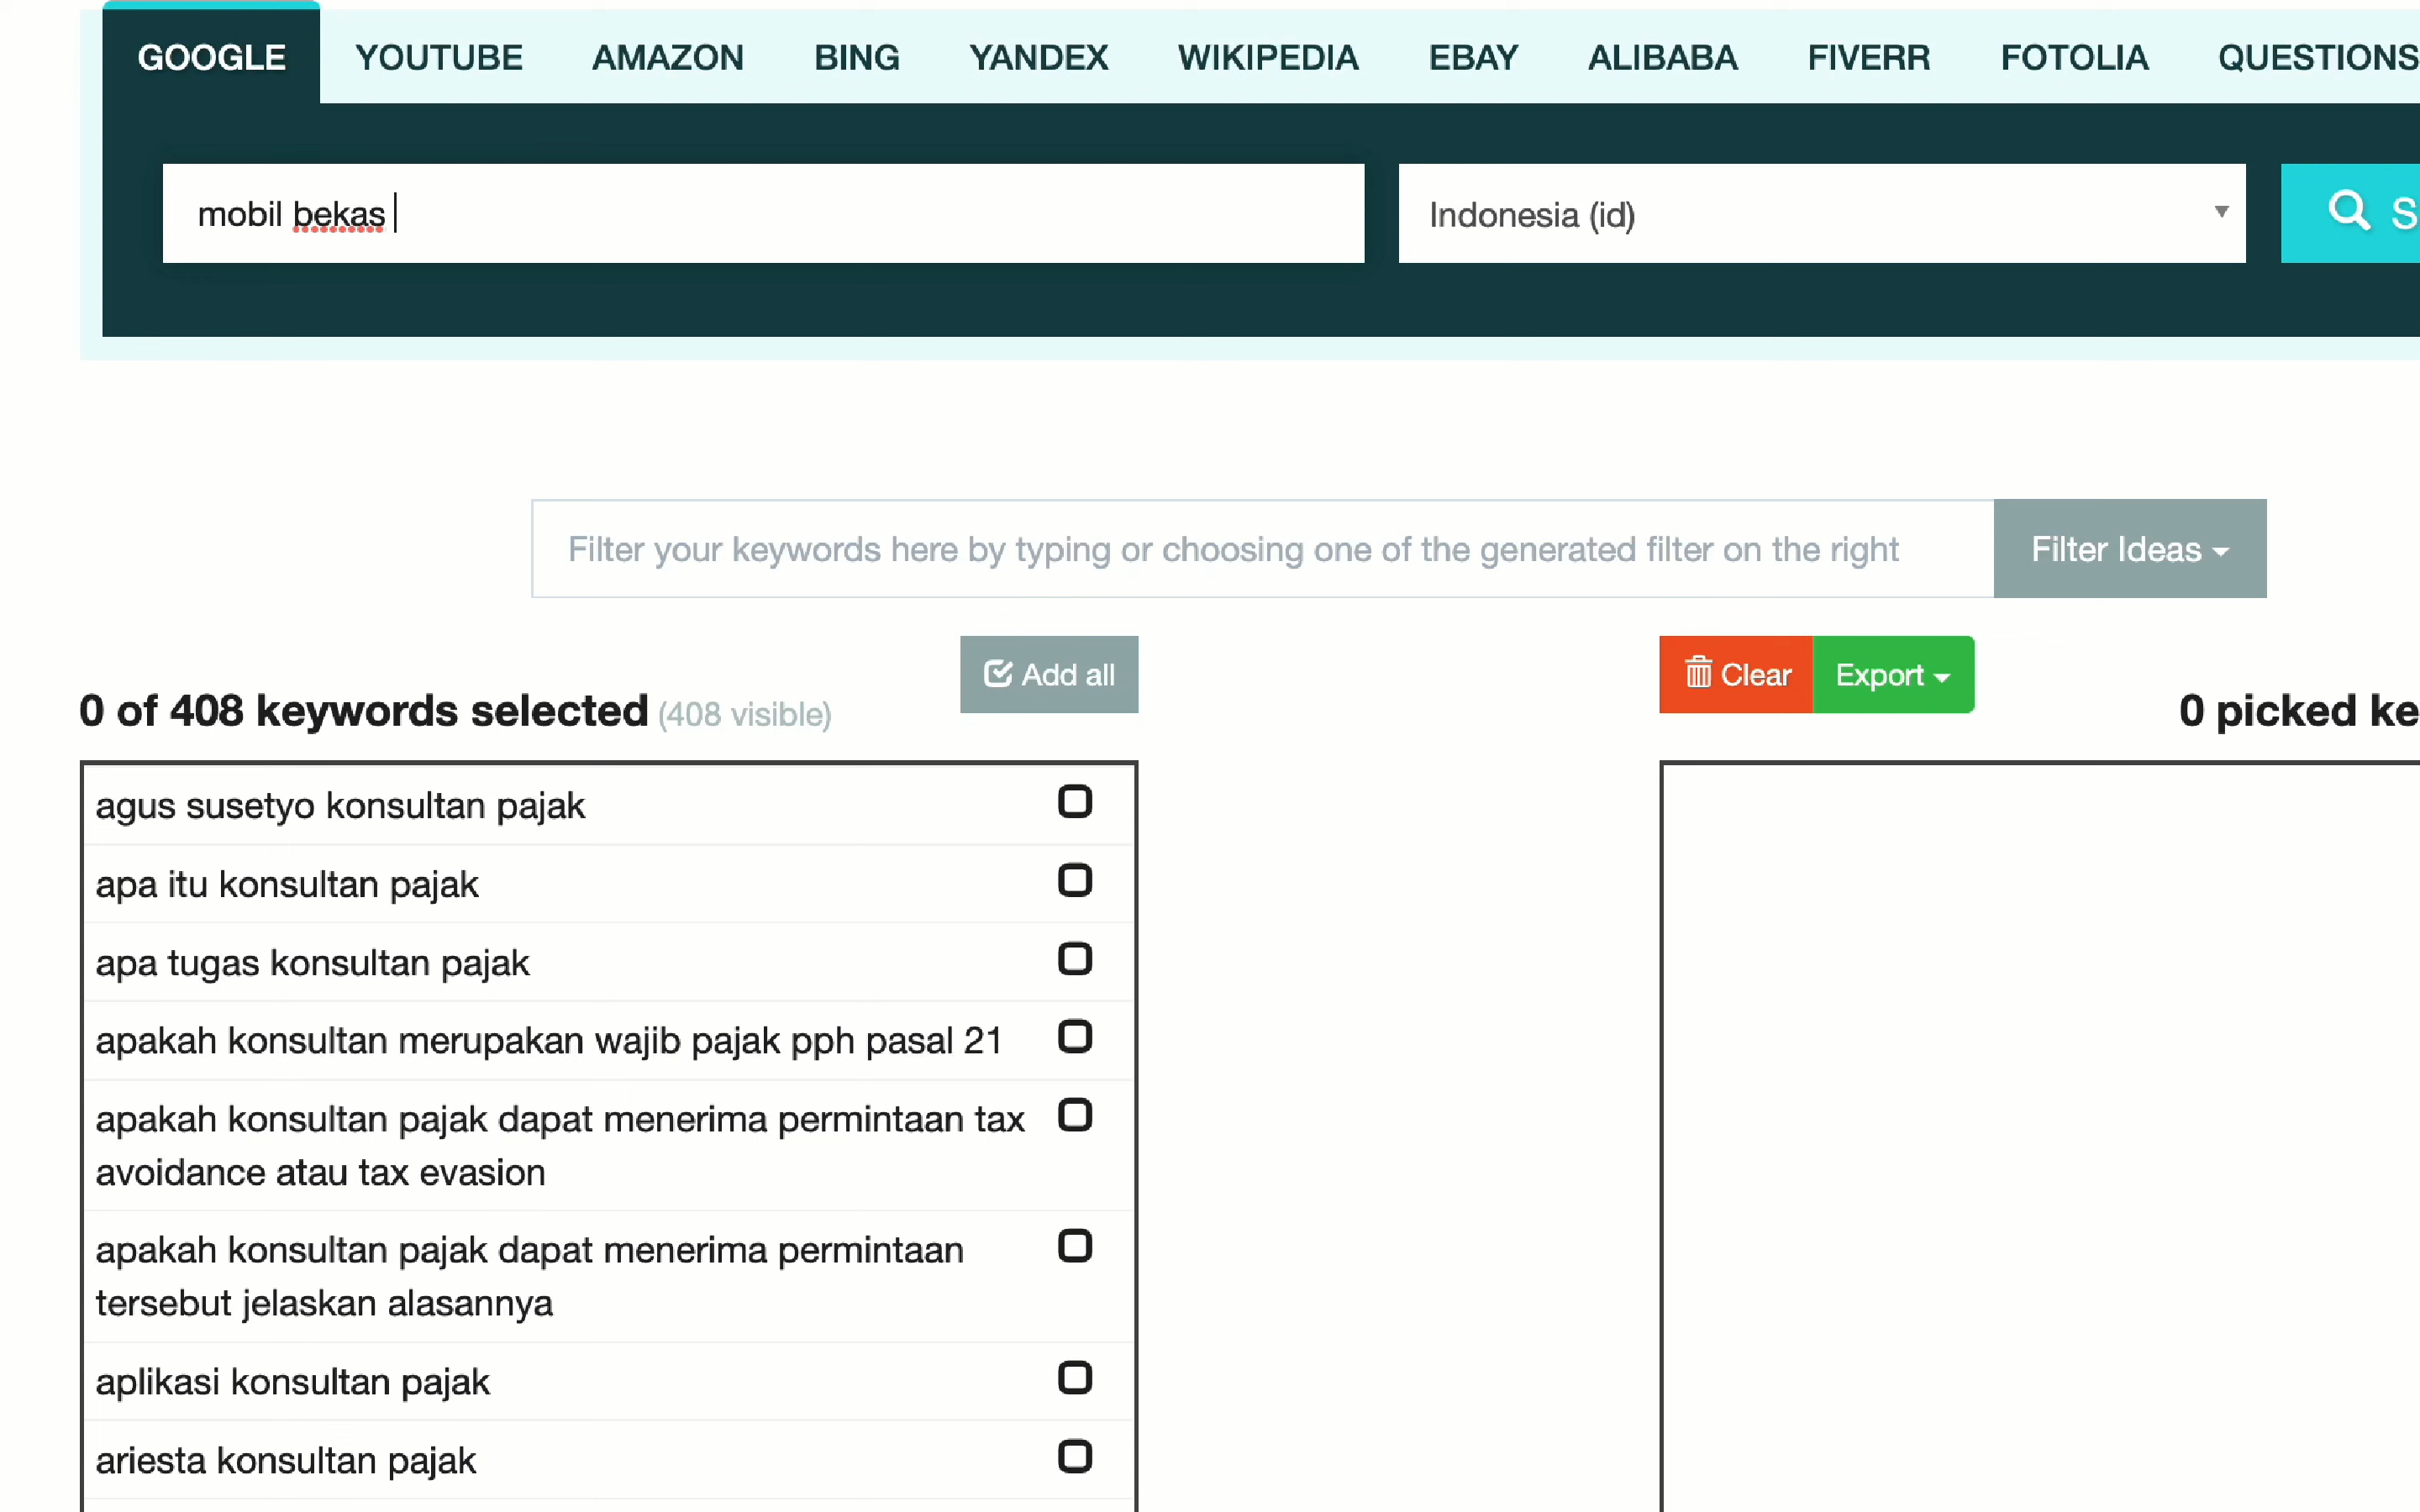 GOOGLE YOUTUBE AMAZON BING YANDEX WIKIPEDIA EBAY ALIBABA FIVERR FOTOLIA QUESTIONS
mobil bekas
Indonesia (id)
S
Filter your keywords here by typing or choosing one of the generated filter on the right
Filter Ideas
Add all
Clear
Export
0 of 408 keywords selected (408 visible)
0 picked ke
agus susetyo konsultan pajak
apa itu konsultan pajak
apa tugas konsultan pajak
apakah konsultan merupakan wajib pajak pph pasal 21
apakah konsultan pajak dapat menerima permintaan tax
avoidance atau tax evasion
apakah konsultan pajak dapat menerima permintaan
tersebut jelaskan alasannya
aplikasi konsultan pajak
ariesta konsultan pajak